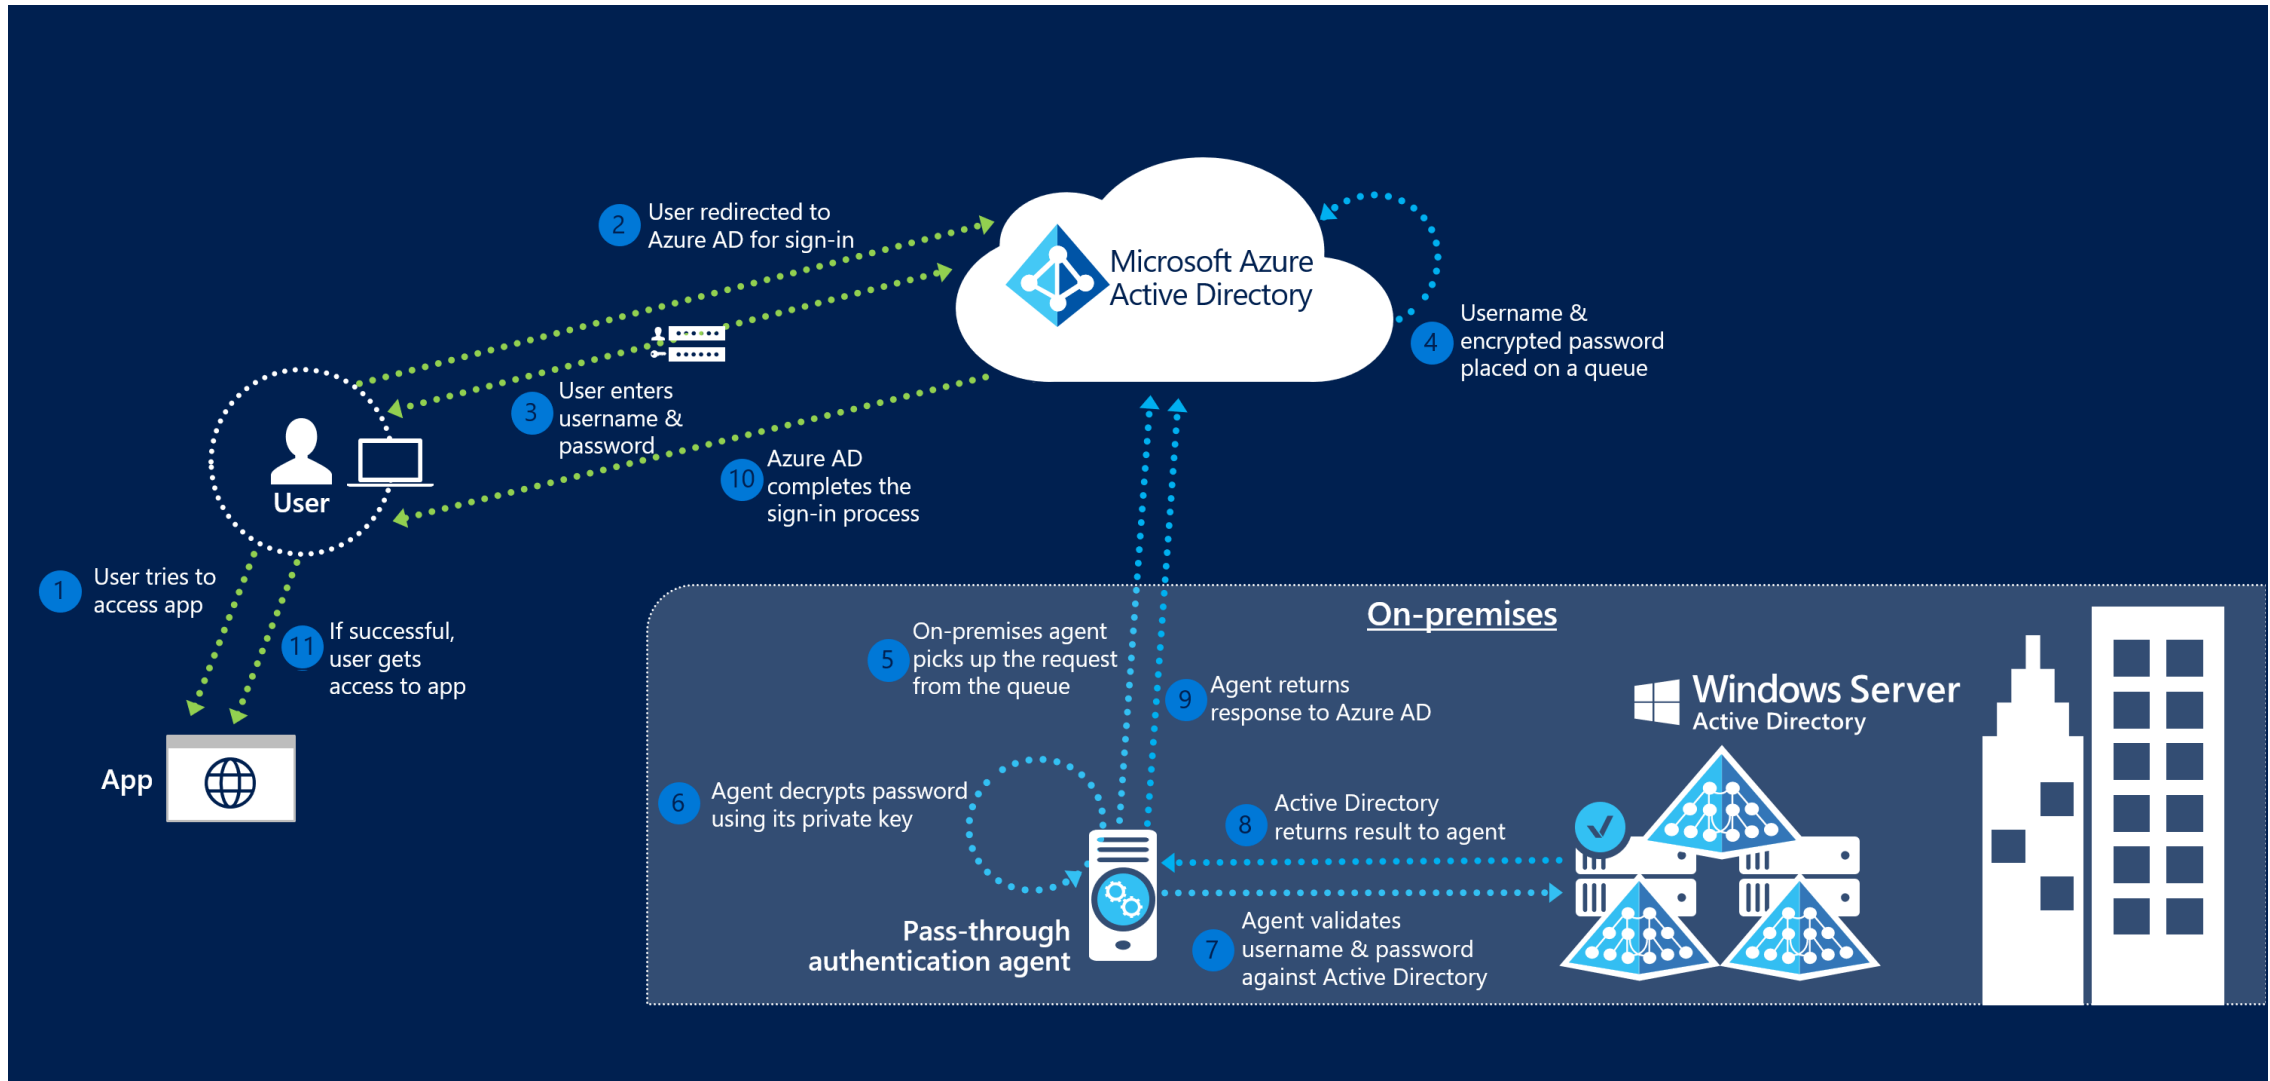 2
User redirected to
Azure AD for sign-in
Microsoft Azure
Active Directory
4
Username &
encrypted password
placed on a queue
3
User enters
username &
password
10
Azure AD
completes the
sign-in process
User
1
User tries to
access app
11
If successful,
user gets
access to app
App
On-premises
5
On-premises agent
picks up the request
from the queue
9
Agent returns
response to Azure AD
Windows Server
Active Directory
6
Agent decrypts password
using its private key
8
Active Directory
returns result to agent
Pass-through
authentication agent
7
Agent validates
username & password
against Active Directory